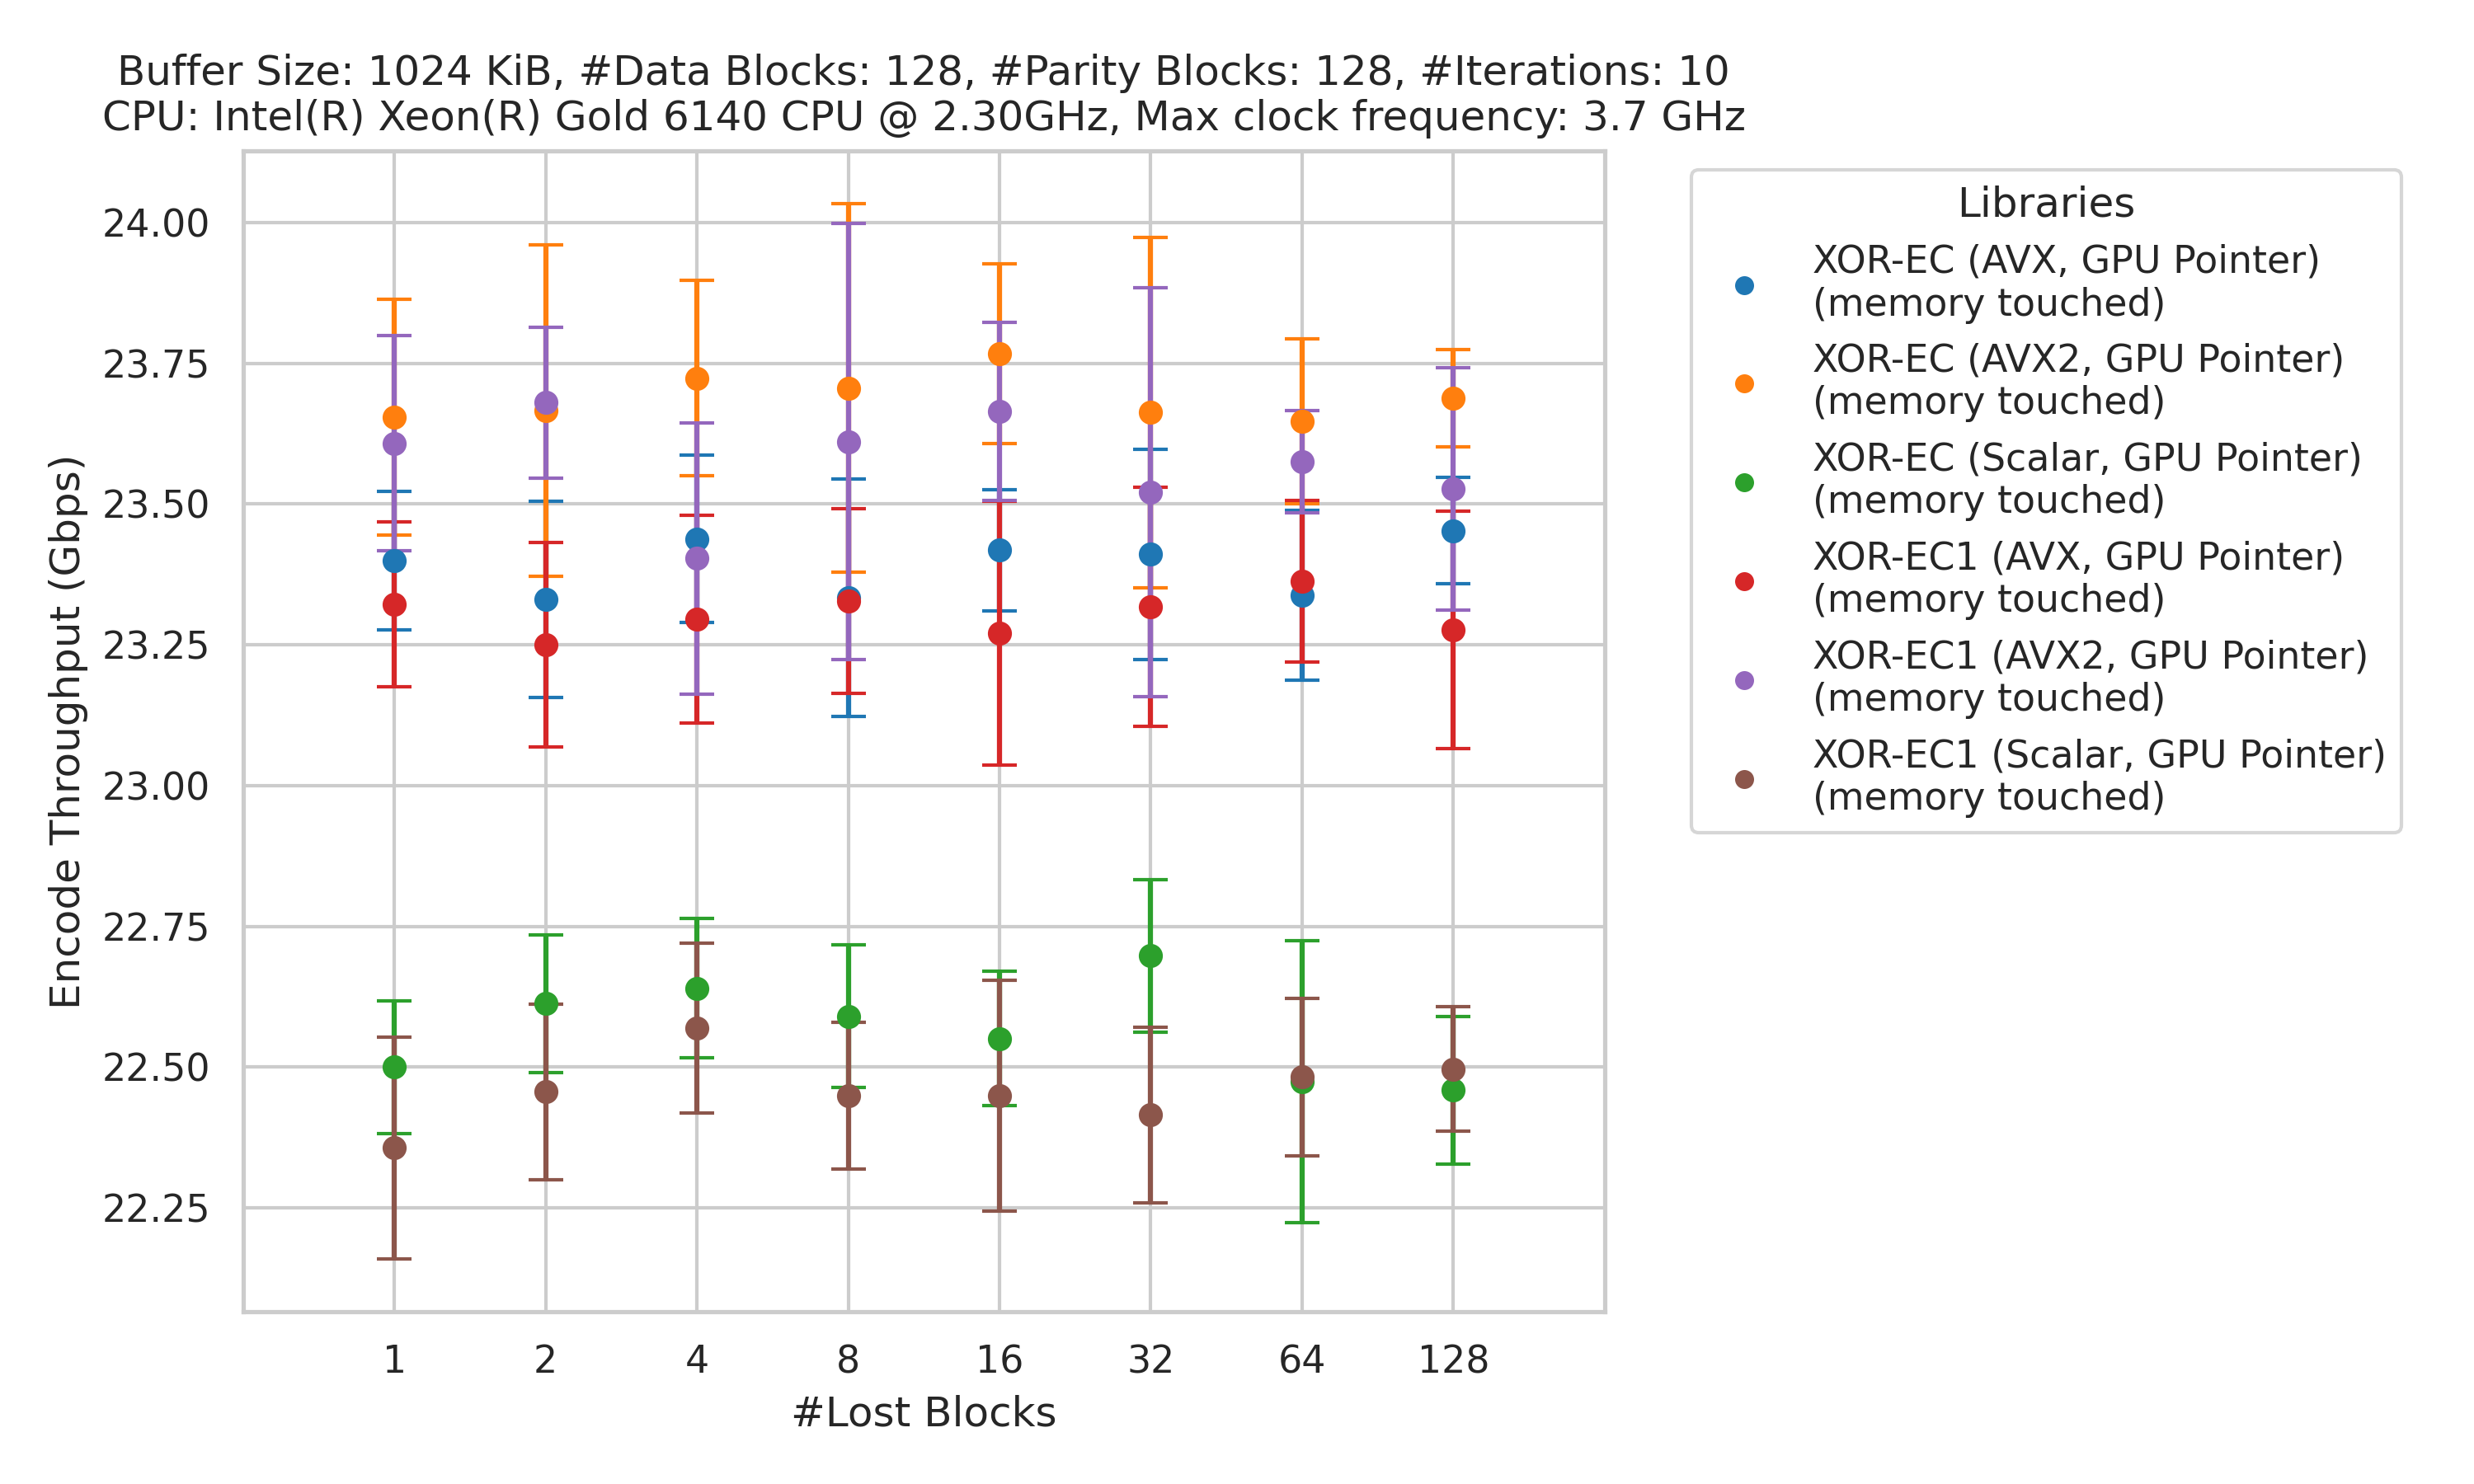 Buffer Size: 1024 KiB, #Data Blocks: 128, #Parity Blocks: 128, #Iterations: 10
CPU: Intel(R) Xeon(R) Gold 6140 CPU @ 2.30GHz, Max clock frequency: 3.7 GHz
Encode Throughput (Gbps)
24.00
23.75
23.50
23.25
23.00
22.75
22.50
22.25
1 2 4 8 16 32 64 128
#Lost Blocks
Libraries
XOR-EC (AVX, GPU Pointer)
(memory touched)
XOR-EC (AVX2, GPU Pointer)
(memory touched)
XOR-EC (Scalar, GPU Pointer)
(memory touched)
XOR-EC1 (AVX, GPU Pointer)
(memory touched)
XOR-EC1 (AVX2, GPU Pointer)
(memory touched)
XOR-EC1 (Scalar, GPU Pointer)
(memory touched)